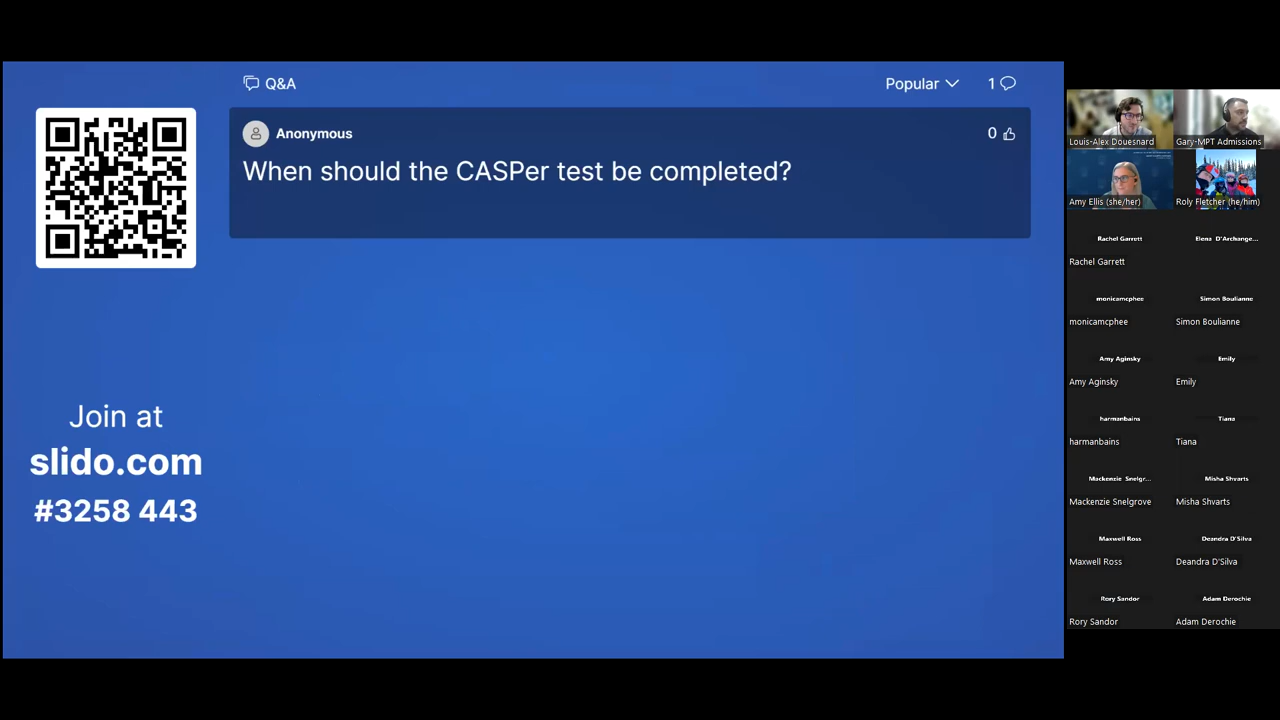 Q&A
Popular
1
Anonymous
0
When should the CASPer test be completed?
Join at
slido.com
#3258 443
Louis-Alex Douesnard
Gary-MPT Admissions
Amy Ellis (she/her)
Roly Fletcher (he/him)
Rachel Garrett
Elena D'Archange...
Rachel Garrett
monicamcphee
Simon Boulianne
monicamcphee
Simon Boulianne
Amy Aginsky
Emily
Amy Aginsky
Emily
harmanbains
Tiana
harmanbains
Tiana
Mackenzie Snelgr...
Misha Shvarts
Mackenzie Snelgrove
Misha Shvarts
Maxwell Ross
Deandra D'Silva
Maxwell Ross
Deandra D'Silva
Rory Sandor
Adam Derochie
Rory Sandor
Adam Derochie